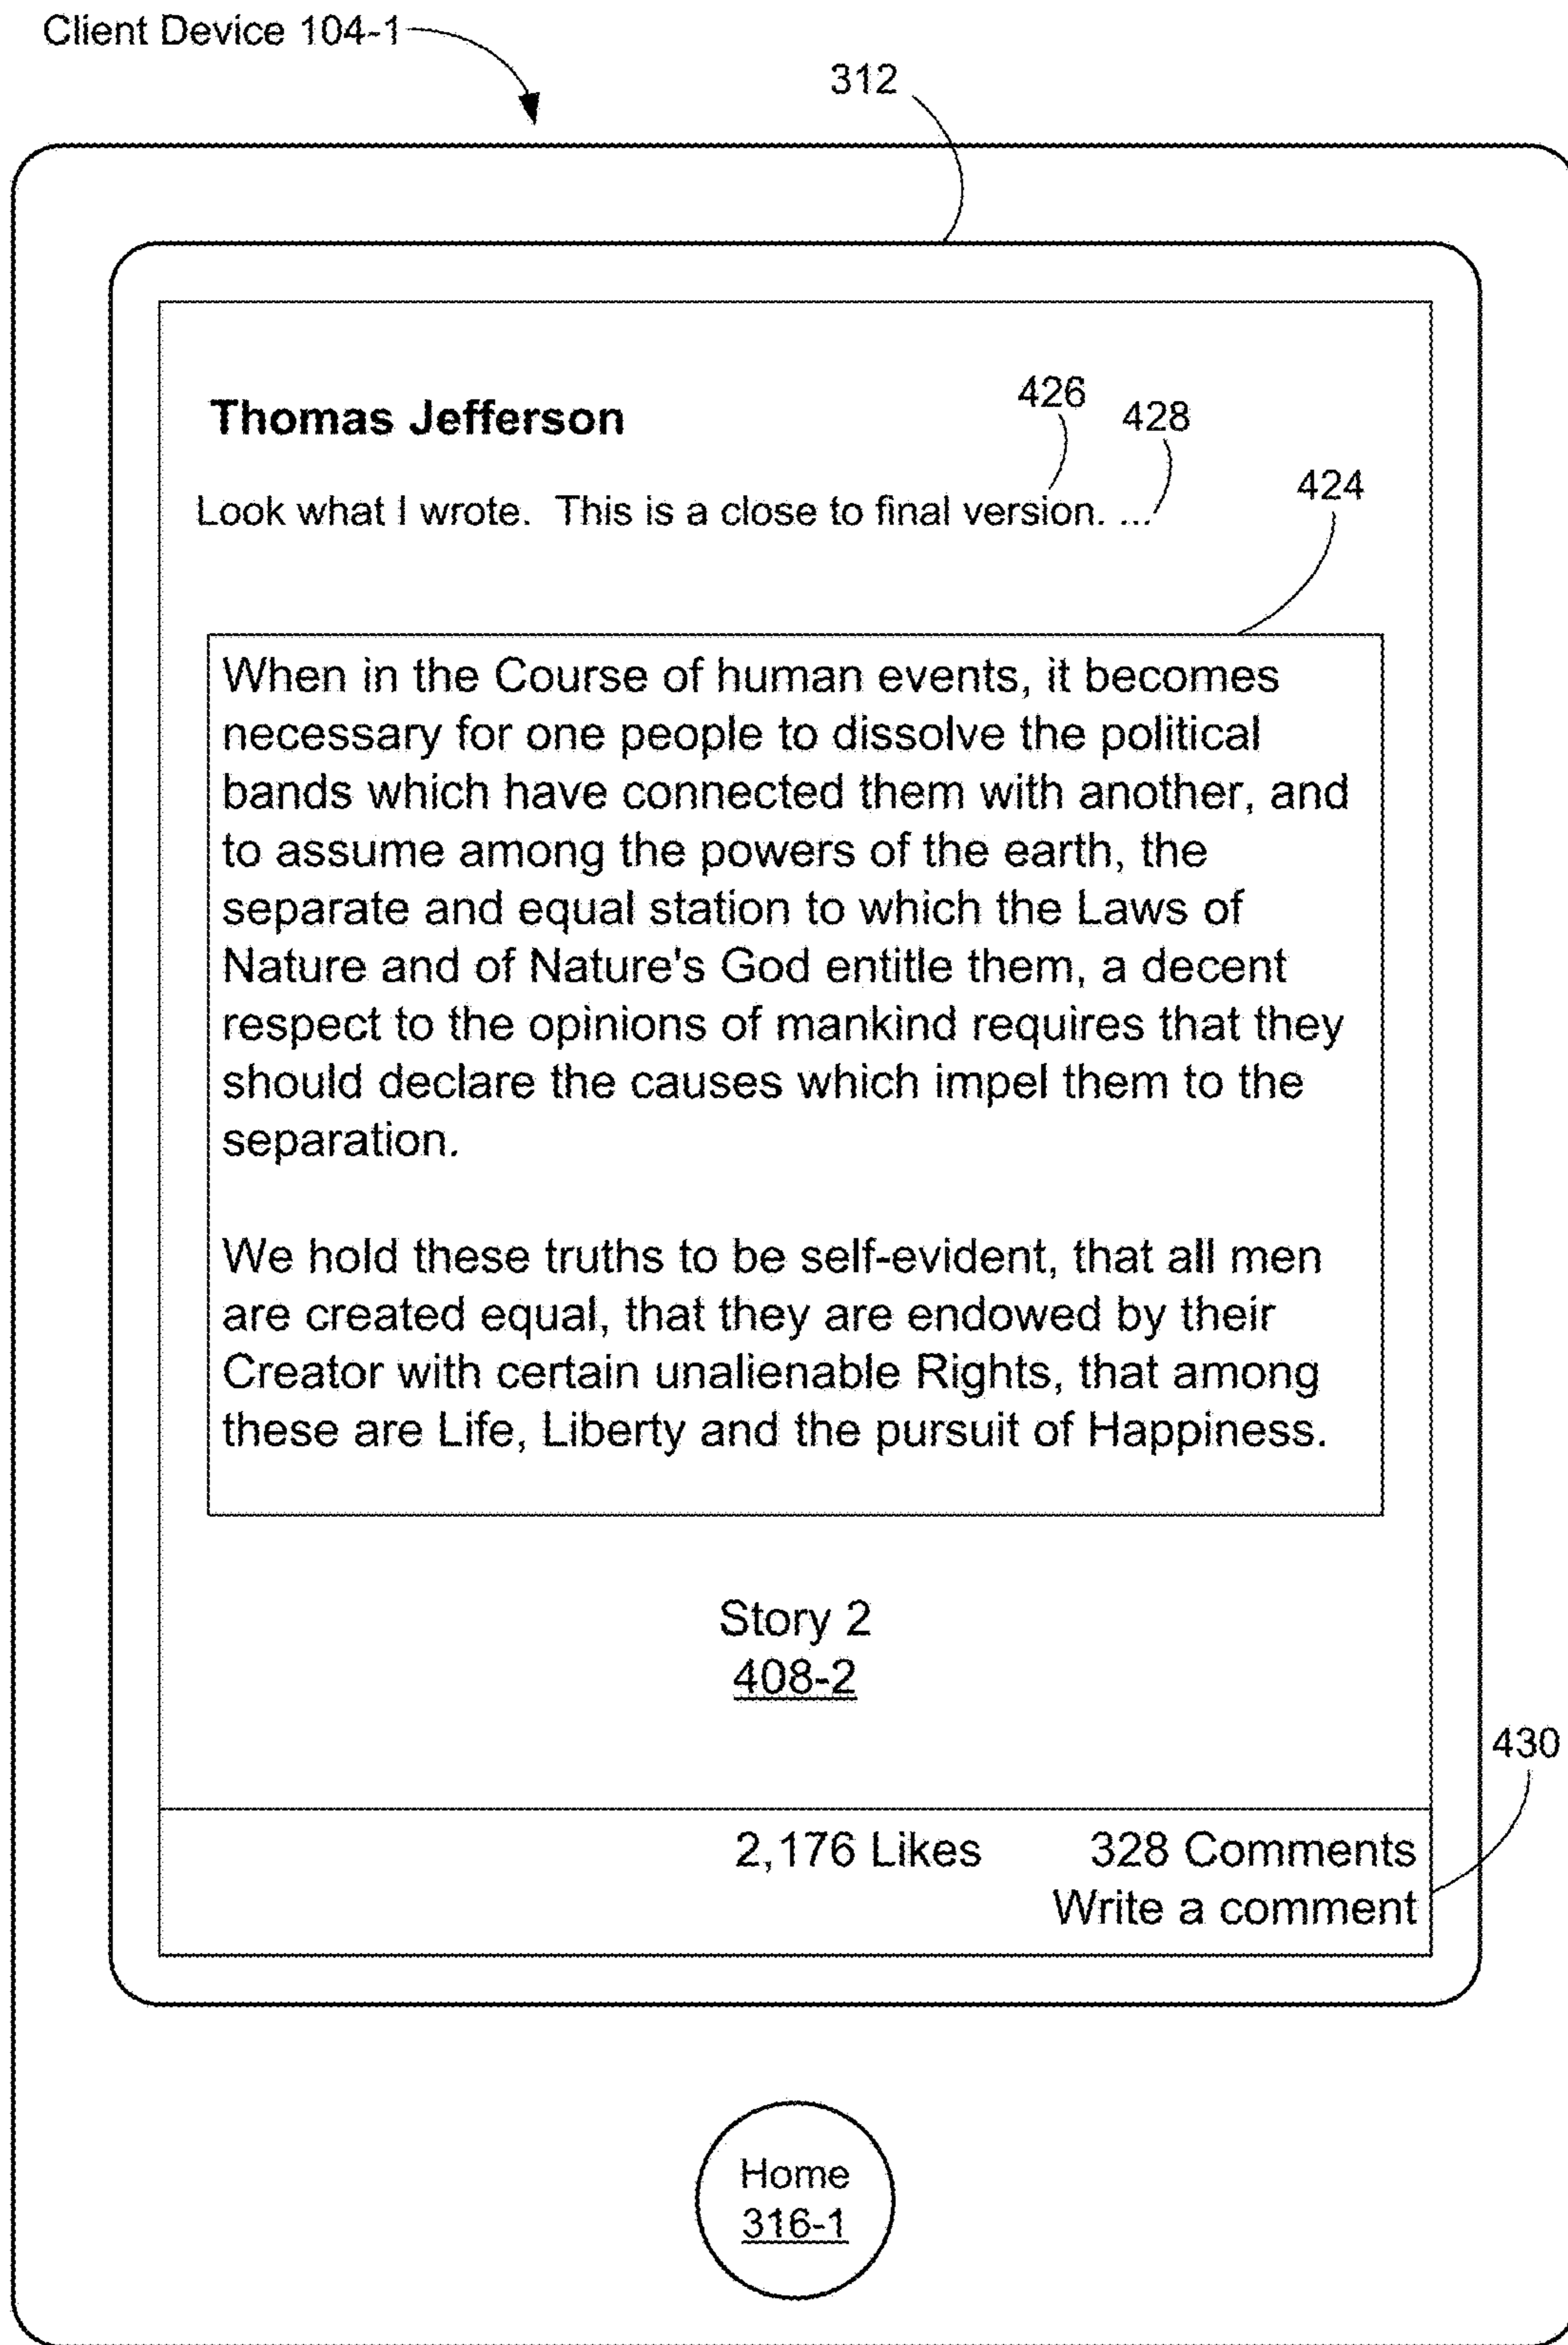 Client Device 104-1
312
426
428
Thomas Jefferson
424
Look what I wrote.  This is a close to final version. ...
When in the Course of human events, it becomes
necessary for one people to dissolve the political
bands which have connected them with another, and
to assume among the powers of the earth, the
separate and equal station to which the Laws of
Nature and of Nature's God entitle them, a decent
respect to the opinions of mankind requires that they
should declare the causes which impel them to the
separation.
We hold these truths to be self-evident, that all men
are created equal, that they are endowed by their
Creator with certain unalienable Rights, that among
these are Life, Liberty and the pursuit of Happiness.
Story 2
408-2
430
2,176 Likes 328 Comments
Write a comment
Home
316-1